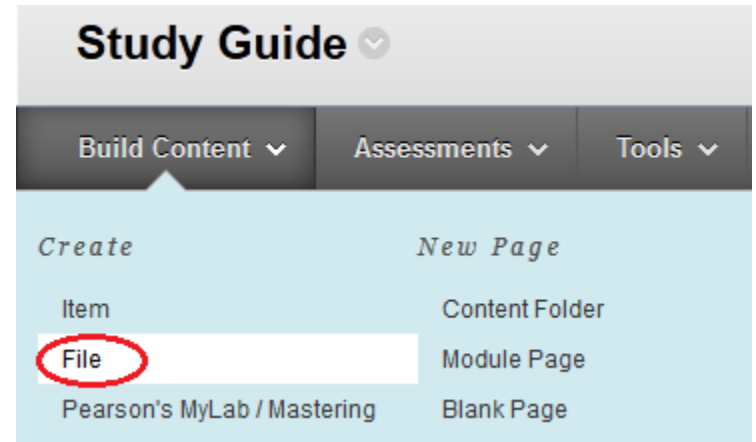 Study Guide
Build Content Assessments Tools
Create New Page
Item Content Folder
File Module Page
Pearson's MyLab / Mastering Blank Page